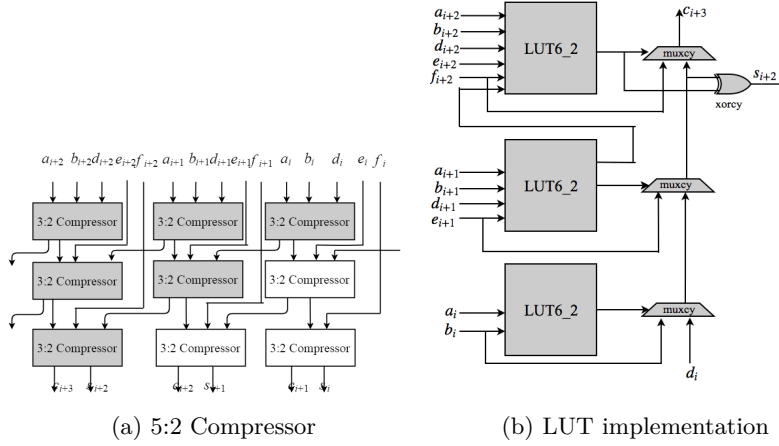 a_{i+2} b_{i+2} d_{i+2} e_{i+2} f_{i+2} a_{i+1} b_{i+1} d_{i+1} e_{i+1} f_{i+1} a_i b_i d_i e_i f_i
3:2 Compressor 3:2 Compressor 3:2 Compressor
3:2 Compressor 3:2 Compressor 3:2 Compressor
3:2 Compressor 3:2 Compressor 3:2 Compressor
c_{i+3} s_{i+2} c_{i+2} s_{i+1} c_{i+1} s_i
(a) 5:2 Compressor
c_{i+3}
a_{i+2}
b_{i+2}
d_{i+2}
e_{i+2}
f_{i+2}
LUT6_2
muxcy
s_{i+2}
xorcy
a_{i+1}
b_{i+1}
d_{i+1}
e_{i+1}
LUT6_2
muxcy
a_i
b_i
LUT6_2
muxcy
d_i
(b) LUT implementation